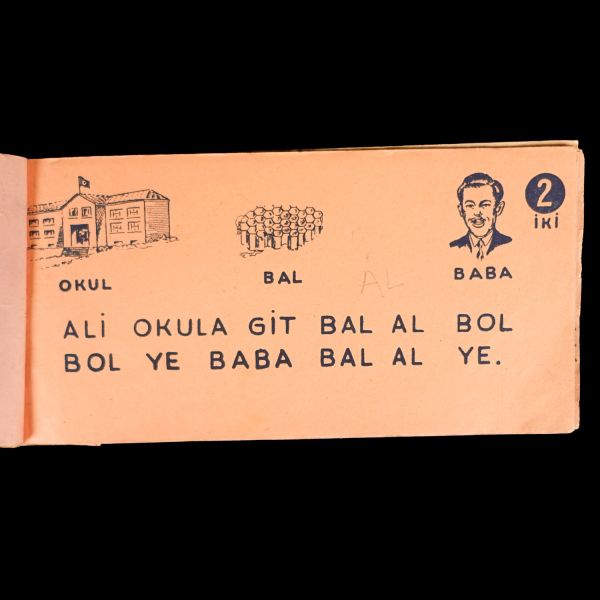 2
İKİ
OKUL
BAL
AL
BABA
ALİ OKULA GİT BAL AL BOL
BOL YE BABA BAL AL YE.